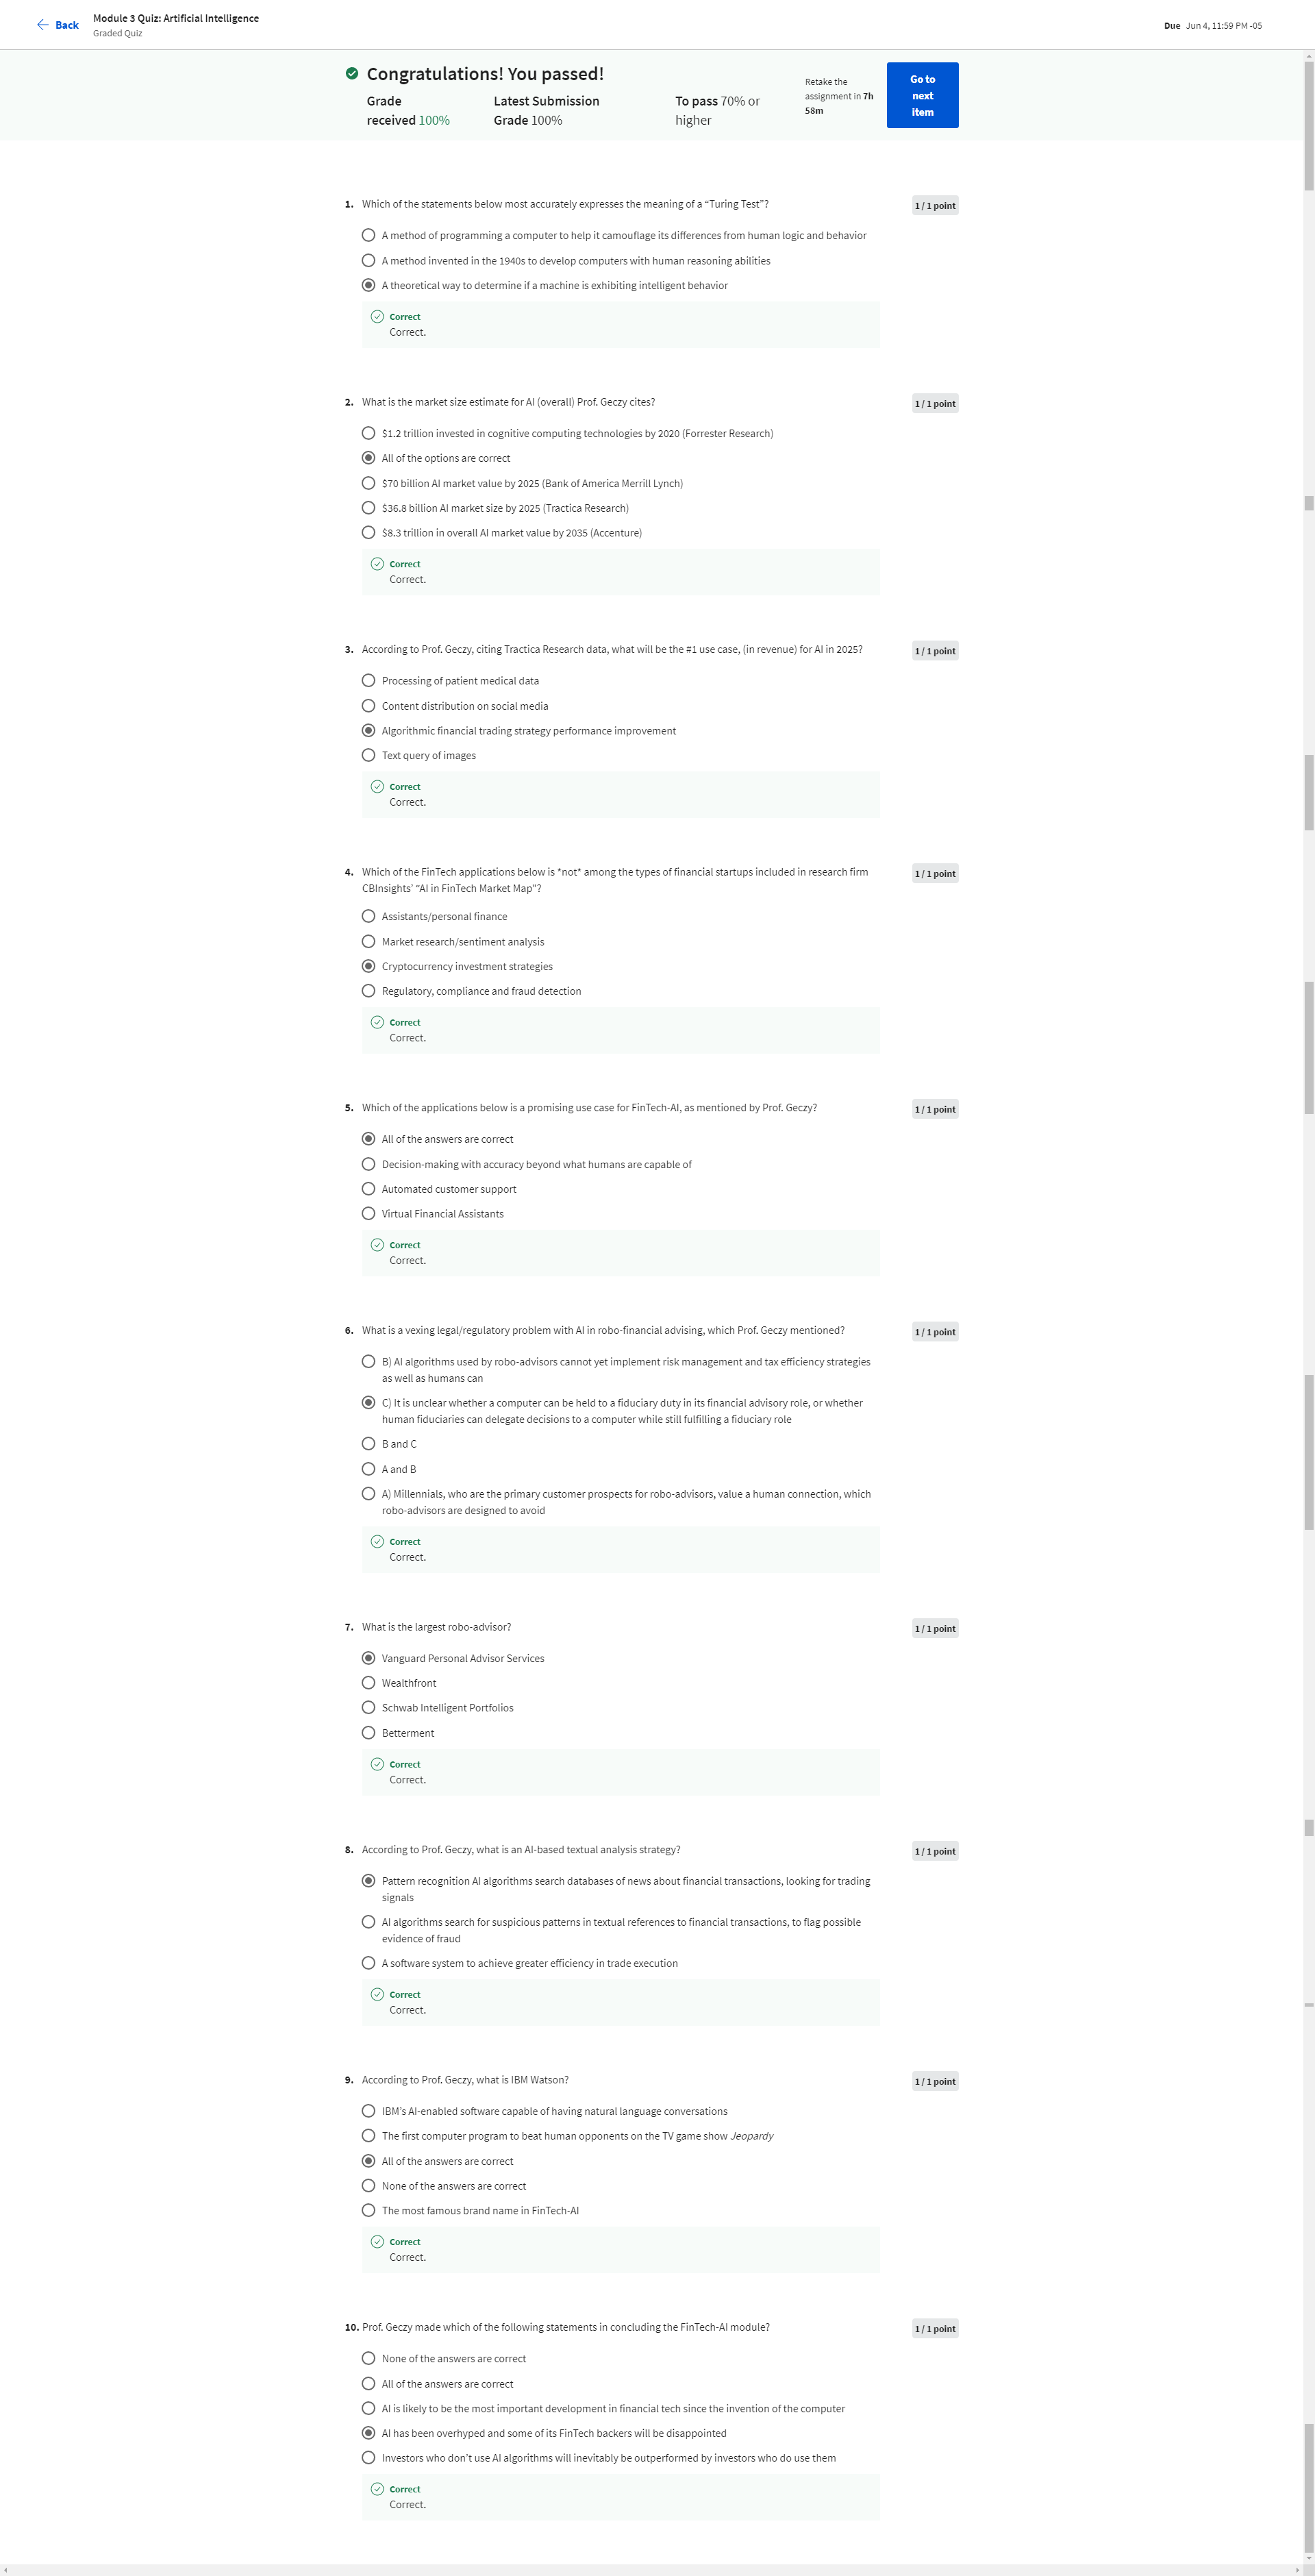 Back
Module 3 Quiz: Artificial Intelligence
Graded Quiz
Due Jun 4, 11:59 PM -05
Congratulations! You passed!
Grade
received 100%
Latest Submission
Grade 100%
To pass 70% or
higher
Retake the
assignment in 7h
58m
Go to
next
item
1. Which of the statements below most accurately expresses the meaning of a “Turing Test”?
1 / 1 point
A method of programming a computer to help it camouflage its differences from human logic and behavior
A method invented in the 1940s to develop computers with human reasoning abilities
A theoretical way to determine if a machine is exhibiting intelligent behavior
Correct
Correct.
2. What is the market size estimate for AI (overall) Prof. Geczy cites?
1 / 1 point
$1.2 trillion invested in cognitive computing technologies by 2020 (Forrester Research)
All of the options are correct
$70 billion AI market value by 2025 (Bank of America Merrill Lynch)
$36.8 billion AI market size by 2025 (Tractica Research)
$8.3 trillion in overall AI market value by 2035 (Accenture)
Correct
Correct.
3. According to Prof. Geczy, citing Tractica Research data, what will be the #1 use case, (in revenue) for AI in 2025?
1 / 1 point
Processing of patient medical data
Content distribution on social media
Algorithmic financial trading strategy performance improvement
Text query of images
Correct
Correct.
4. Which of the FinTech applications below is *not* among the types of financial startups included in research firm
CBInsights’ “AI in FinTech Market Map”?
1 / 1 point
Assistants/personal finance
Market research/sentiment analysis
Cryptocurrency investment strategies
Regulatory, compliance and fraud detection
Correct
Correct.
5. Which of the applications below is a promising use case for FinTech-AI, as mentioned by Prof. Geczy?
1 / 1 point
All of the answers are correct
Decision-making with accuracy beyond what humans are capable of
Automated customer support
Virtual Financial Assistants
Correct
Correct.
6. What is a vexing legal/regulatory problem with AI in robo-financial advising, which Prof. Geczy mentioned?
1 / 1 point
B) AI algorithms used by robo-advisors cannot yet implement risk management and tax efficiency strategies
as well as humans can
C) It is unclear whether a computer can be held to a fiduciary duty in its financial advisory role, or whether
human fiduciaries can delegate decisions to a computer while still fulfilling a fiduciary role
B and C
A and B
A) Millennials, who are the primary customer prospects for robo-advisors, value a human connection, which
robo-advisors are designed to avoid
Correct
Correct.
7. What is the largest robo-advisor?
1 / 1 point
Vanguard Personal Advisor Services
Wealthfront
Schwab Intelligent Portfolios
Betterment
Correct
Correct.
8. According to Prof. Geczy, what is an AI-based textual analysis strategy?
1 / 1 point
Pattern recognition AI algorithms search databases of news about financial transactions, looking for trading
signals
AI algorithms search for suspicious patterns in textual references to financial transactions, to flag possible
evidence of fraud
A software system to achieve greater efficiency in trade execution
Correct
Correct.
9. According to Prof. Geczy, what is IBM Watson?
1 / 1 point
IBM’s AI-enabled software capable of having natural language conversations
The first computer program to beat human opponents on the TV game show Jeopardy
All of the answers are correct
None of the answers are correct
The most famous brand name in FinTech-AI
Correct
Correct.
10. Prof. Geczy made which of the following statements in concluding the FinTech-AI module?
1 / 1 point
None of the answers are correct
All of the answers are correct
AI is likely to be the most important development in financial tech since the invention of the computer
AI has been overhyped and some of its FinTech backers will be disappointed
Investors who don’t use AI algorithms will inevitably be outperformed by investors who do use them
Correct
Correct.